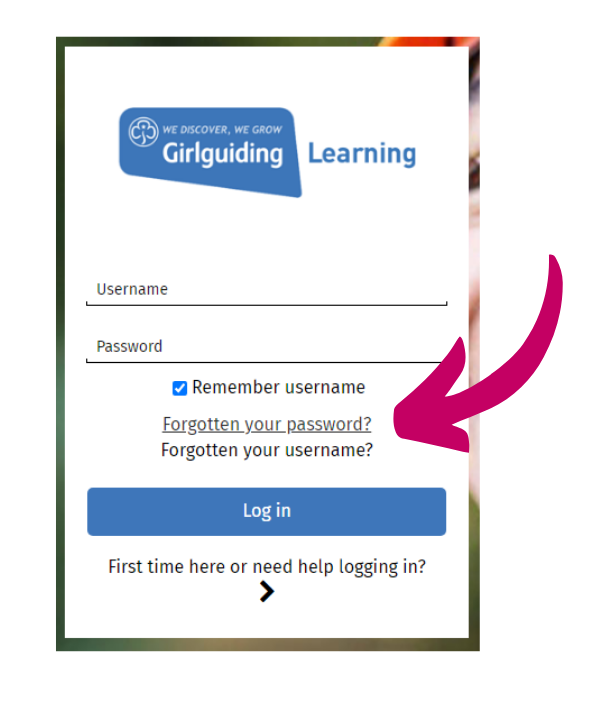 WE DISCOVER, WE GROW
Girlguiding Learning
Username
Password
Remember username
Forgotten your password?
Forgotten your username?
Log in
First time here or need help logging in?